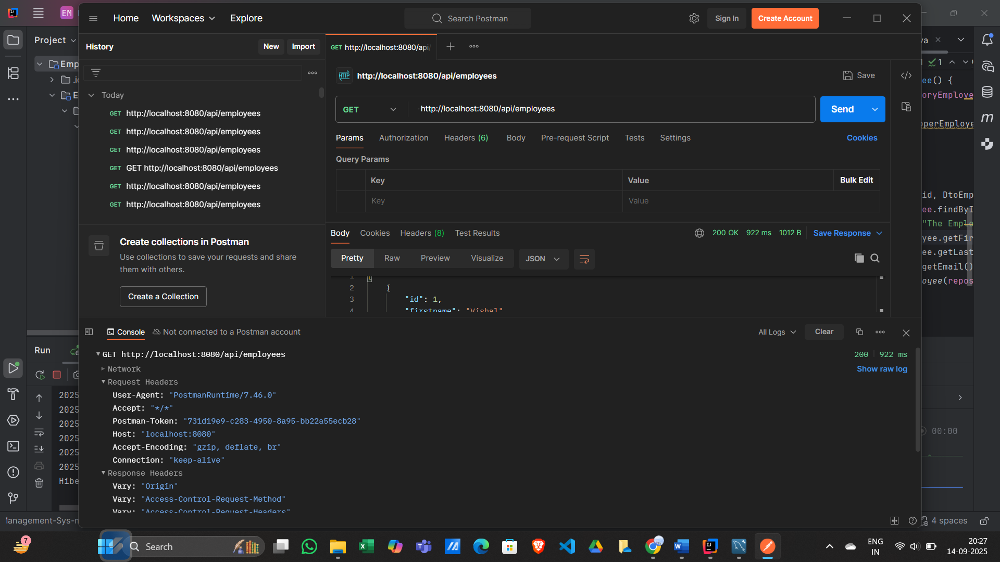 EM
Home
Workspaces
Explore
Search Postman
Sign In
Create Account
Project
History
New
Import
GET http://localhost:8080/api/
Today
GET http://localhost:8080/api/employees
GET http://localhost:8080/api/employees
GET http://localhost:8080/api/employees
GET GET http://localhost:8080/api/employees
GET http://localhost:8080/api/employees
GET http://localhost:8080/api/employees
Create collections in Postman
Use collections to save your requests and share
them with others.
Create a Collection
HTTP http://localhost:8080/api/employees
Save
GET
http://localhost:8080/api/employees
Send
Params
Authorization
Headers (6)
Body
Pre-request Script
Tests
Settings
Cookies
Query Params
Key
Value
Bulk Edit
Key
Value
Body
Cookies
Headers (8)
Test Results
200 OK
922 ms
1012 B
Save Response
Pretty
Raw
Preview
Visualize
JSON
1 [
2 {
3 "id": 1,
4 "firstname": "Vishal"
Console
Not connected to a Postman account
All Logs
Clear
GET http://localhost:8080/api/employees
200
922 ms
Network
Show raw log
Request Headers
User-Agent: "PostmanRuntime/7.46.0"
Accept: "*/*"
Postman-Token: "731d19e9-c283-4950-8a95-bb22a55ecb28"
Host: "localhost:8080"
Accept-Encoding: "gzip, deflate, br"
Connection: "keep-alive"
Response Headers
Vary: "Origin"
Vary: "Access-Control-Request-Method"
Vary: "Access-Control-Request-Headers"
Emp
Run
2025
2025
2025
2025
2025
2025
Hibe
va
1
ee() {
oryEmploye
pperEmploye
id, DtoEmp
ee.findByI
"The Emplo
yee.getFir
ee.getLast
getEmail()
oyee(repos
m
00:00
4 spaces
anagement-Sys-m
7
Search
ENG
IN
20:27
14-09-2025